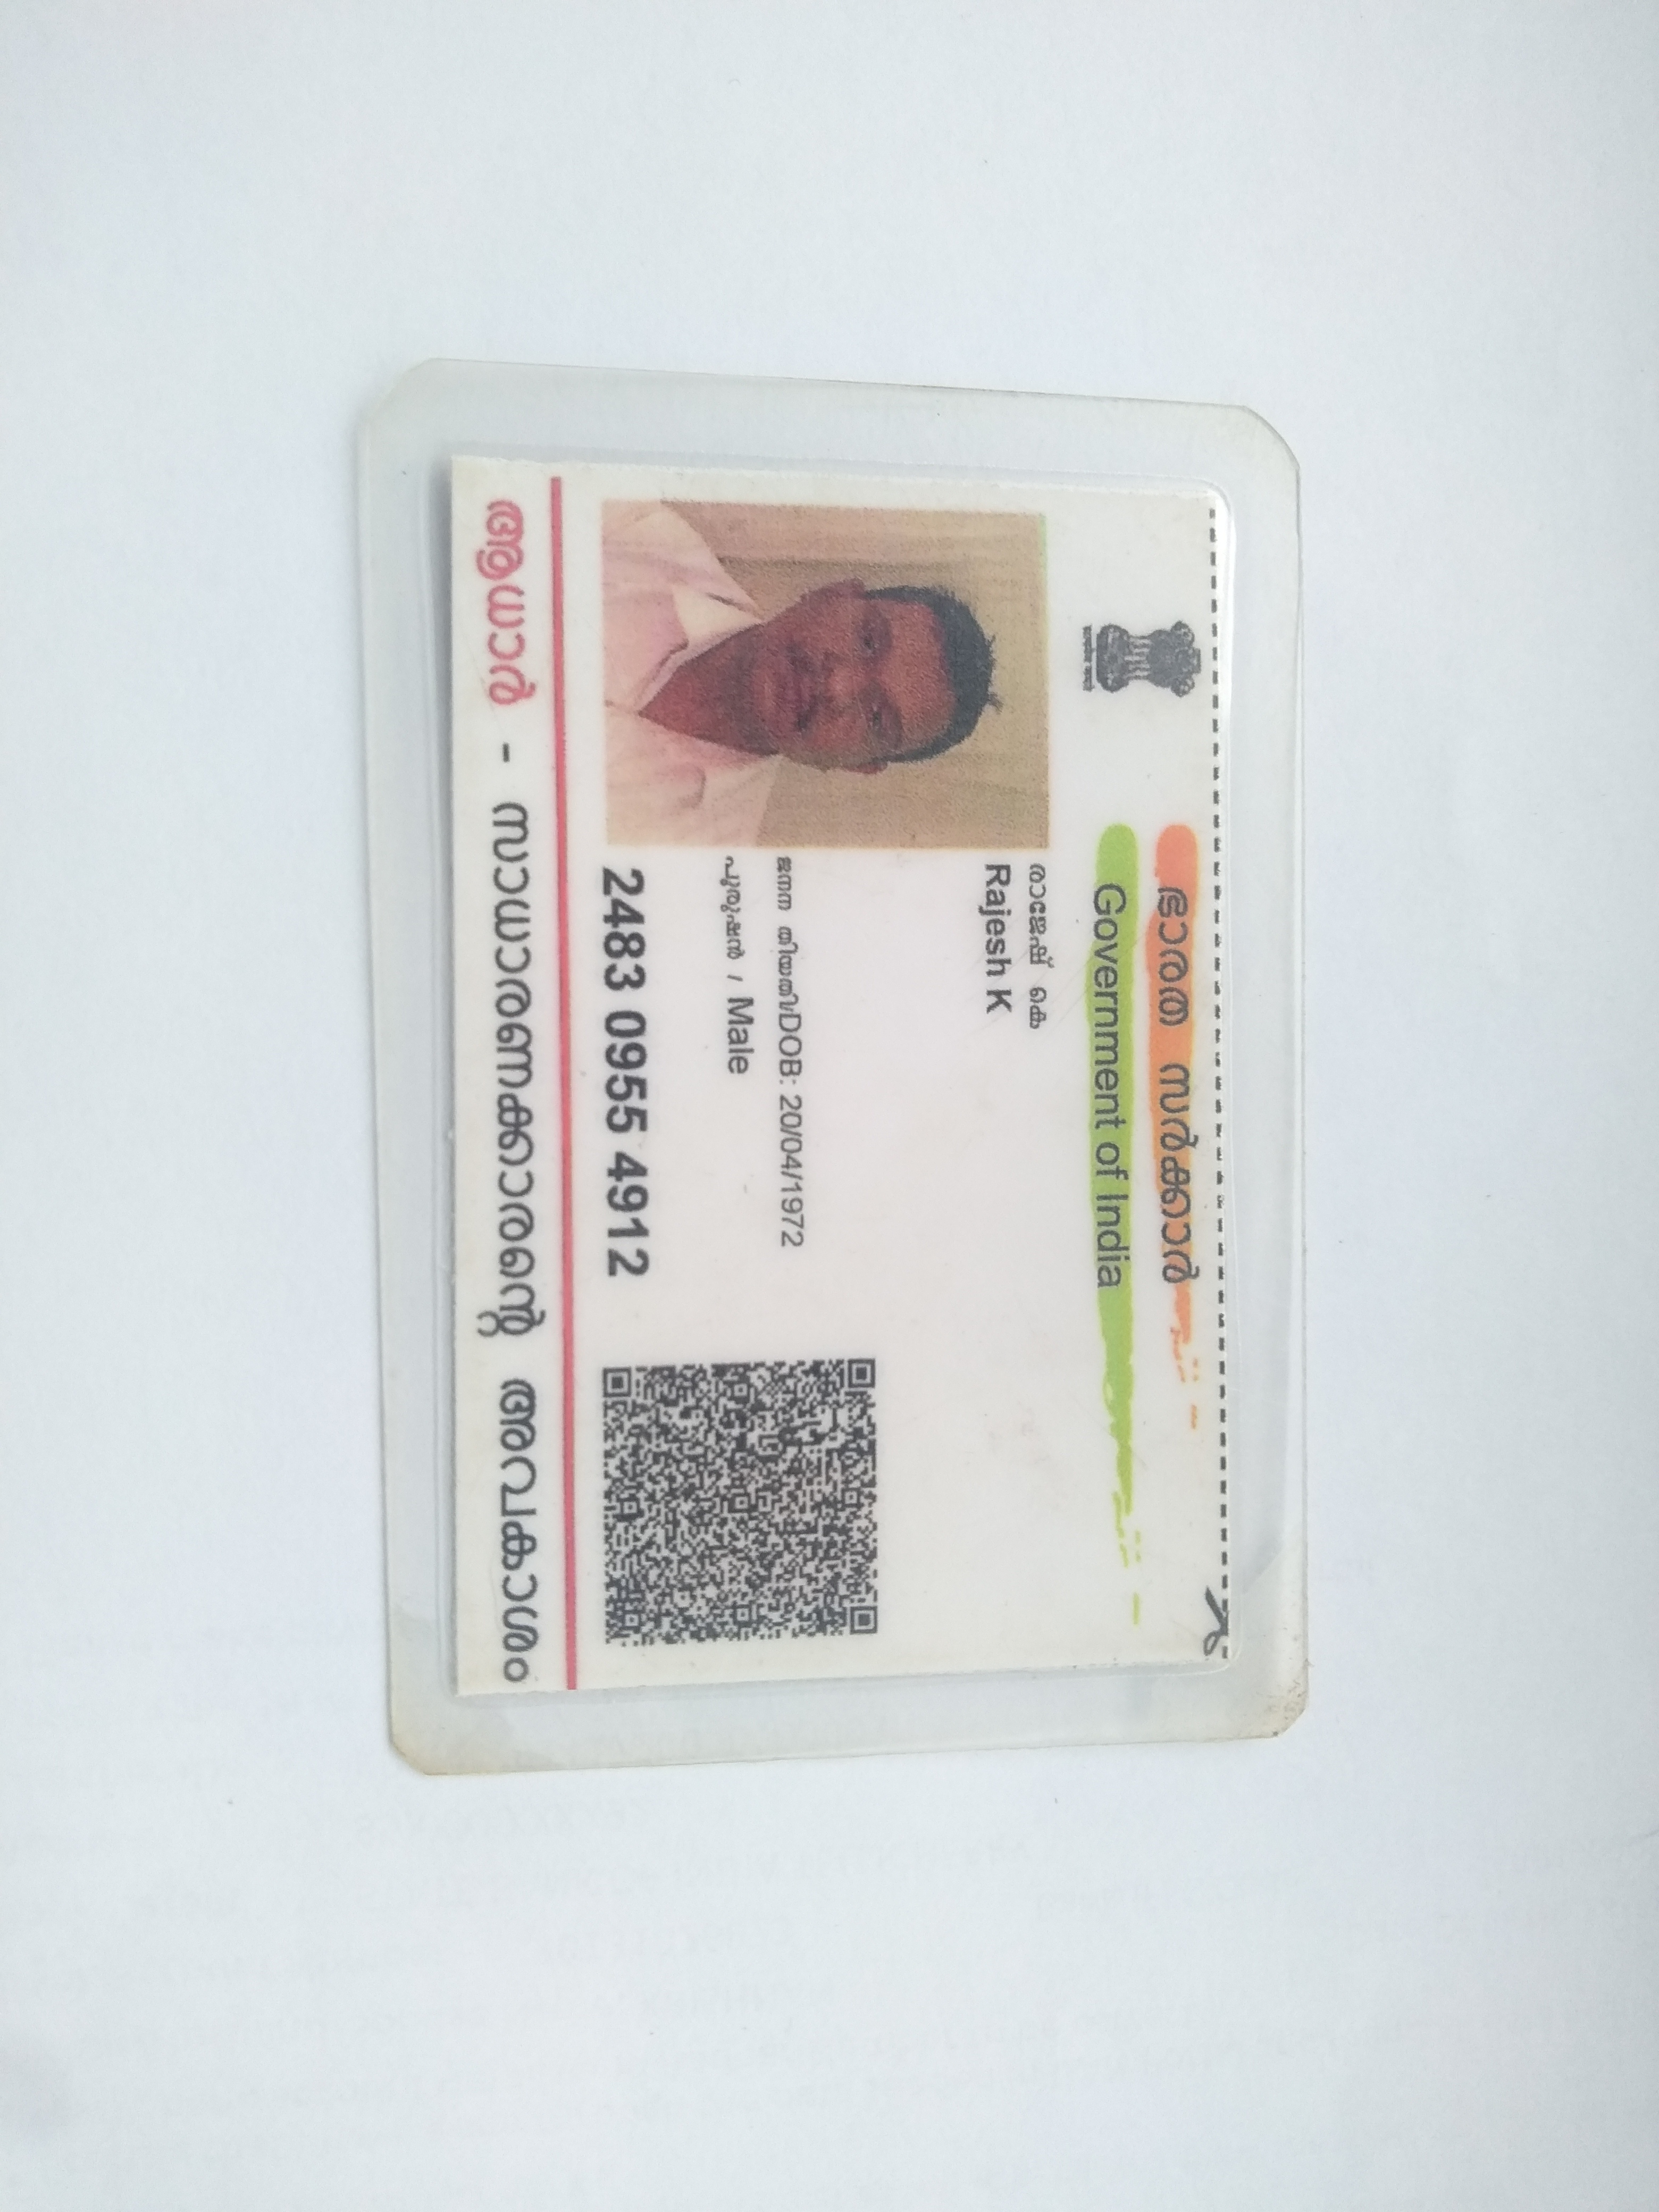 ഭാരത സർക്കാർ
Government of India
രാജേഷ് കെ
Rajesh K
ജനന തിയതി/DOB: 20/04/1972
പുരുഷൻ / Male
2483 0955 4912
ആധാർ - സാധാരണക്കാരന്റെ അവകാശം